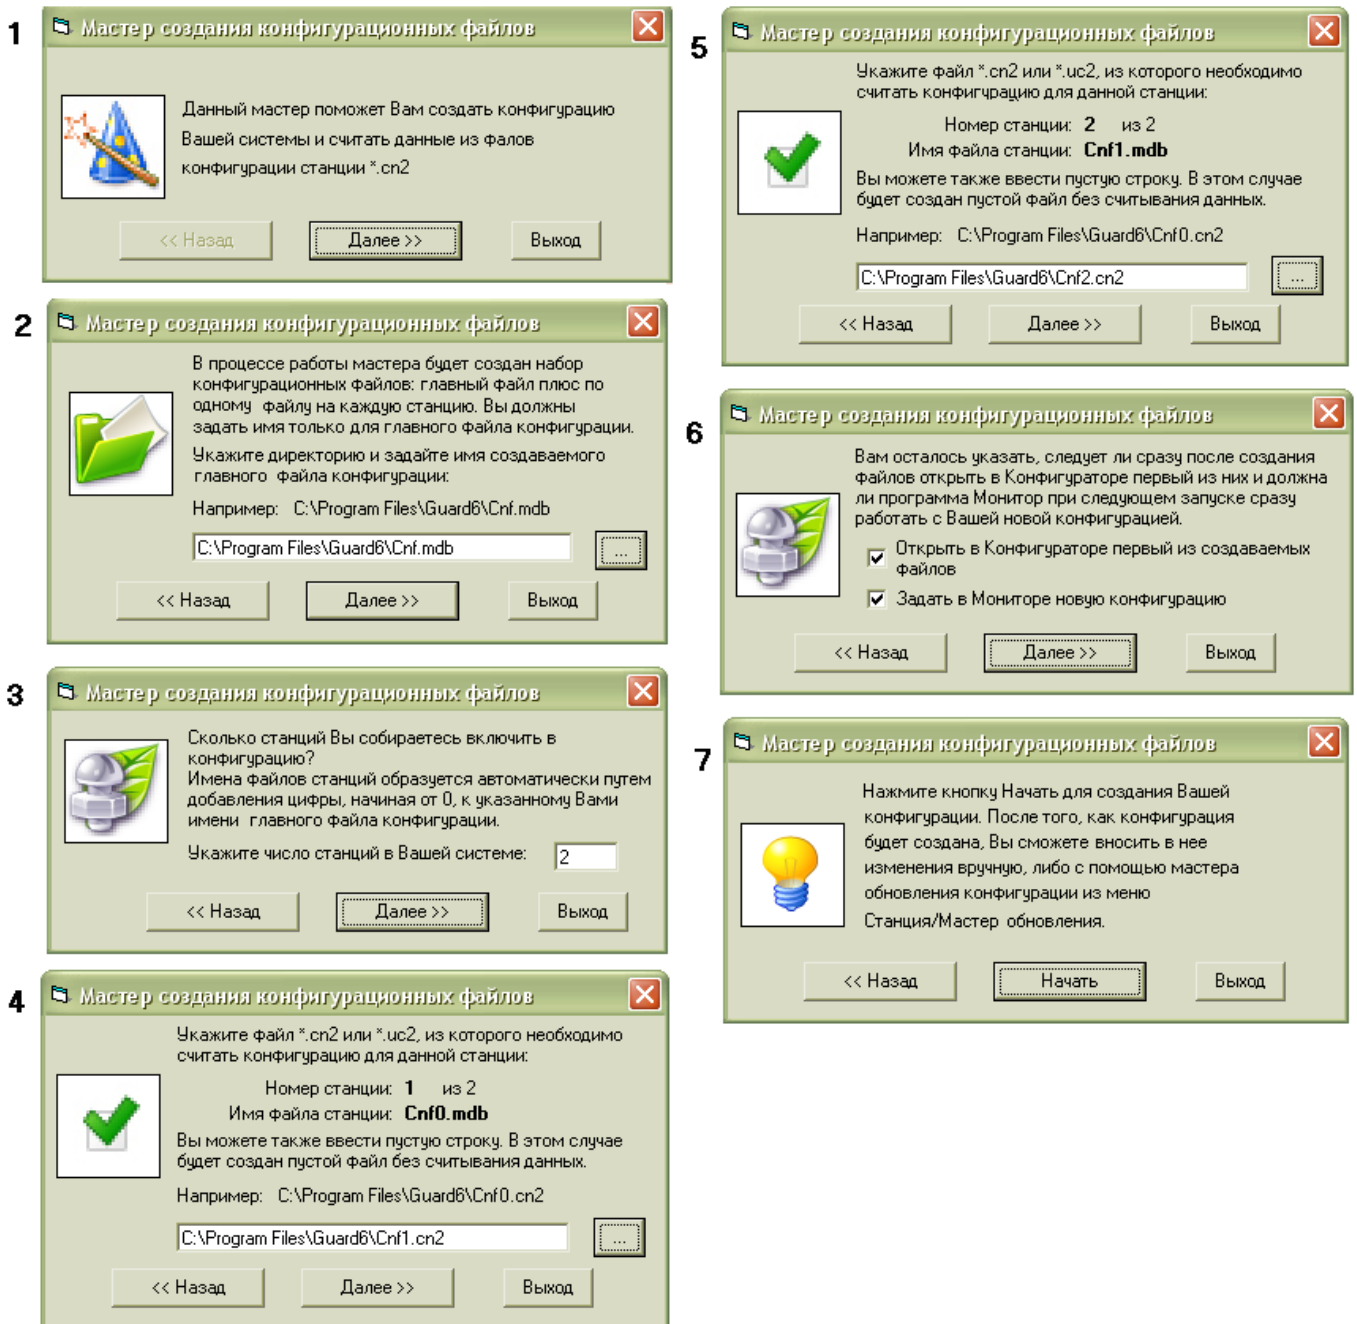 1
Мастер создания конфигурационных файлов
Данный мастер поможет Вам создать конфигурацию
Вашей системы и считать данные из фалов
конфигурации станции *.cn2
<< Назад
Далее >>
Выход
2
Мастер создания конфигурационных файлов
В процессе работы мастера будет создан набор
конфигурационных файлов: главный файл плюс по
одному файлу на каждую станцию. Вы должны
задать имя только для главного файла конфигурации.
Укажите директорию и задайте имя создаваемого
главного файла конфигурации:
Например: C:\Program Files\Guard6\Cnf.mdb
C:\Program Files\Guard6\Cnf.mdb
...
<< Назад
Далее >>
Выход
3
Мастер создания конфигурационных файлов
Сколько станций Вы собираетесь включить в
конфигурацию?
Имена файлов станций образуется автоматически путем
добавления цифры, начиная от 0, к указанному Вами
имени главного файла конфигурации.
Укажите число станций в Вашей системе: 2
<< Назад
Далее >>
Выход
4
Мастер создания конфигурационных файлов
Укажите файл *.cn2 или *.uc2, из которого необходимо
считать конфигурацию для данной станции:
Номер станции: 1 из 2
Имя файла станции: Cnf0.mdb
Вы можете также ввести пустую строку. В этом случае
будет создан пустой файл без считывания данных.
Например: C:\Program Files\Guard6\Cnf0.cn2
C:\Program Files\Guard6\Cnf1.cn2
...
<< Назад
Далее >>
Выход
5
Мастер создания конфигурационных файлов
Укажите файл *.cn2 или *.uc2, из которого необходимо
считать конфигурацию для данной станции:
Номер станции: 2 из 2
Имя файла станции: Cnf1.mdb
Вы можете также ввести пустую строку. В этом случае
будет создан пустой файл без считывания данных.
Например: C:\Program Files\Guard6\Cnf0.cn2
C:\Program Files\Guard6\Cnf2.cn2
...
<< Назад
Далее >>
Выход
6
Мастер создания конфигурационных файлов
Вам осталось указать, следует ли сразу после создания
файлов открыть в Конфигураторе первый из них и должна
ли программа Монитор при следующем запуске сразу
работать с Вашей новой конфигурацией.
Открыть в Конфигураторе первый из создаваемых
файлов
Задать в Мониторе новую конфигурацию
<< Назад
Далее >>
Выход
7
Мастер создания конфигурационных файлов
Нажмите кнопку Начать для создания Вашей
конфигурации. После того, как конфигурация
будет создана, Вы сможете вносить в нее
изменения вручную, либо с помощью мастера
обновления конфигурации из меню
Станция/Мастер обновления.
<< Назад
Начать
Выход